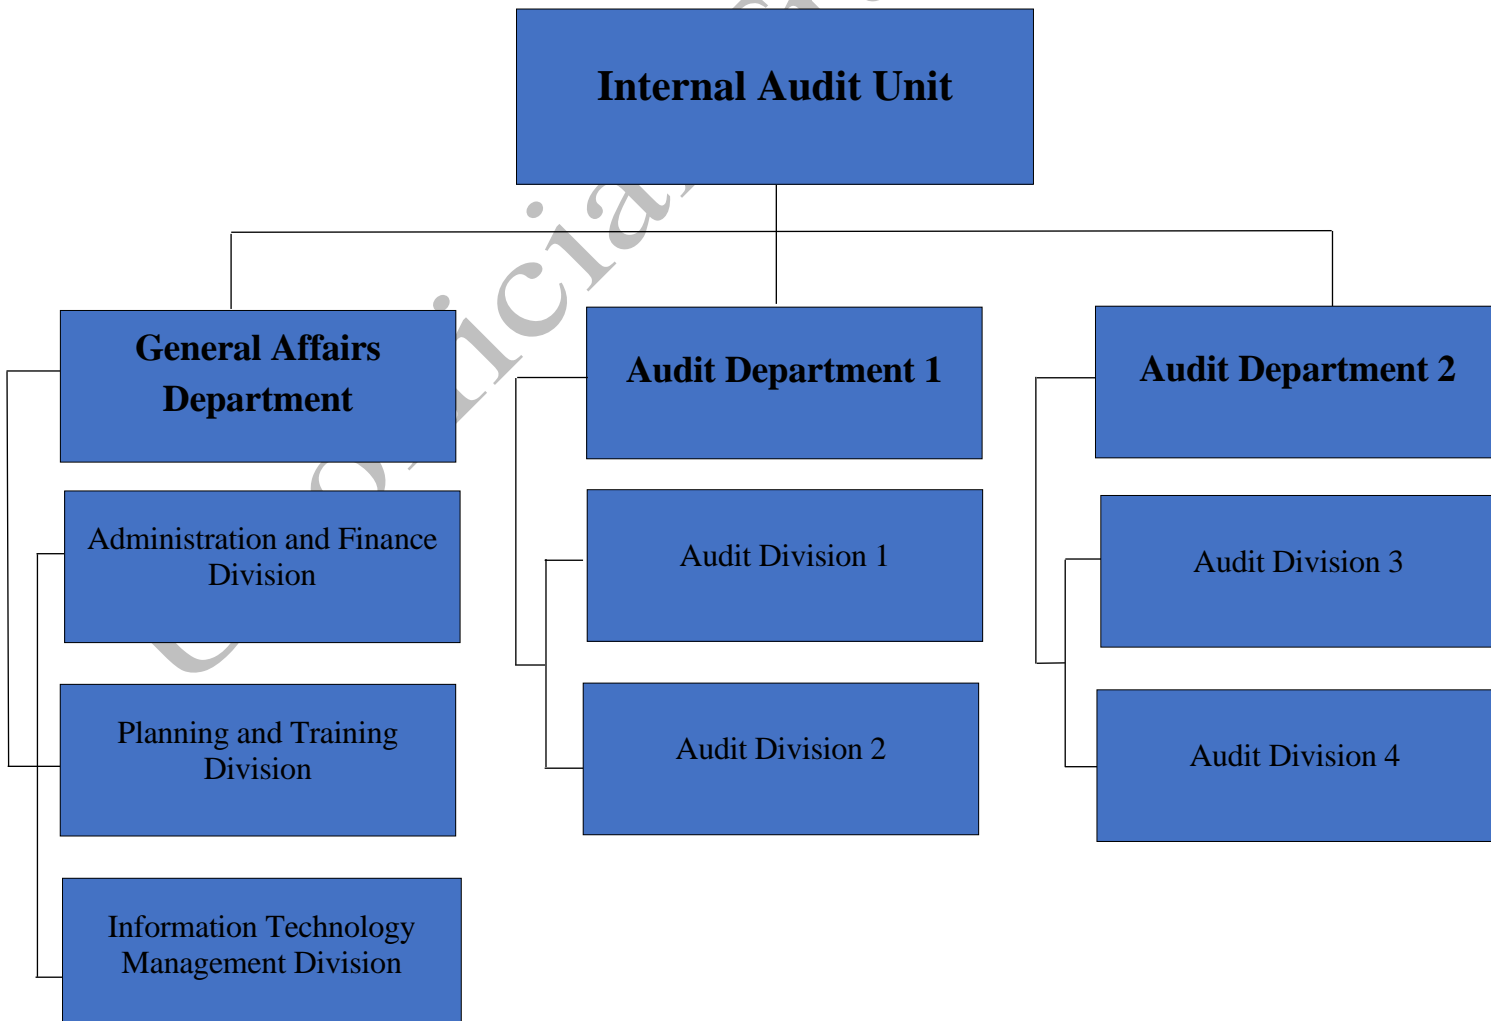 Internal Audit Unit
General Affairs
Department
Audit Department 1
Audit Department 2
Administration and Finance
Division
Audit Division 1
Audit Division 3
Planning and Training
Division
Audit Division 2
Audit Division 4
Information Technology
Management Division